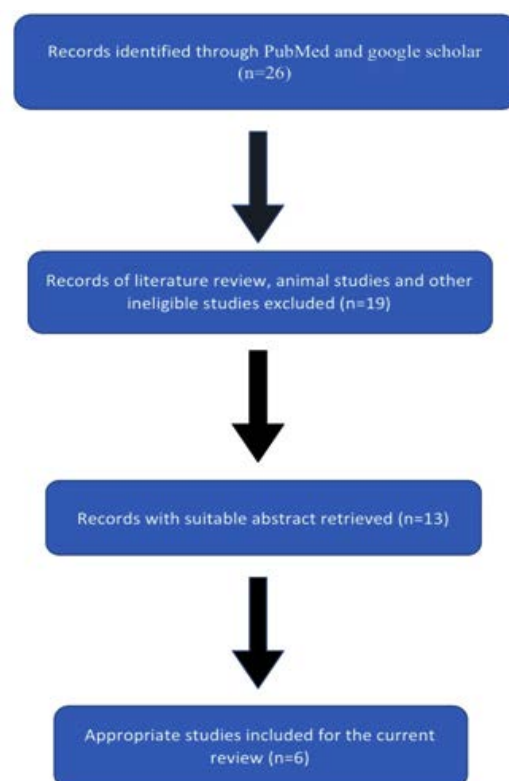 Records identified through PubMed and google scholar
(n=26)
Records of literature review, animal studies and other
ineligible studies excluded (n=19)
Records with suitable abstract retrieved (n=13)
Appropriate studies included for the current
review (n=6)